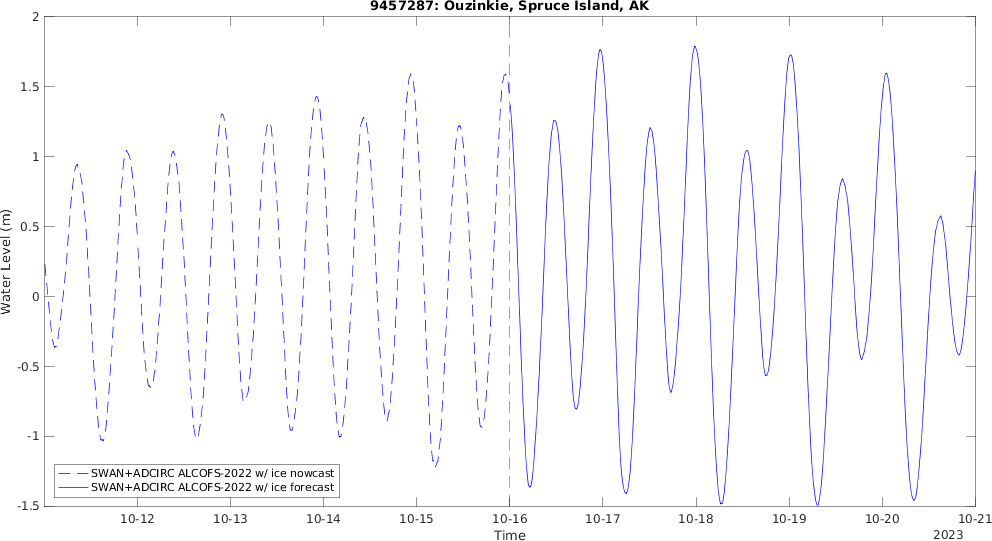 9457287: Ouzinkie, Spruce Island, AK
2
1.5
1
0.5
0
-0.5
-1
-1.5
Water Level (m)
SWAN+ADCIRC ALCOFS-2022 w/ ice nowcast
SWAN+ADCIRC ALCOFS-2022 w/ ice forecast
10-12 10-13 10-14 10-15 10-16 10-17 10-18 10-19 10-20 10-21
Time
2023